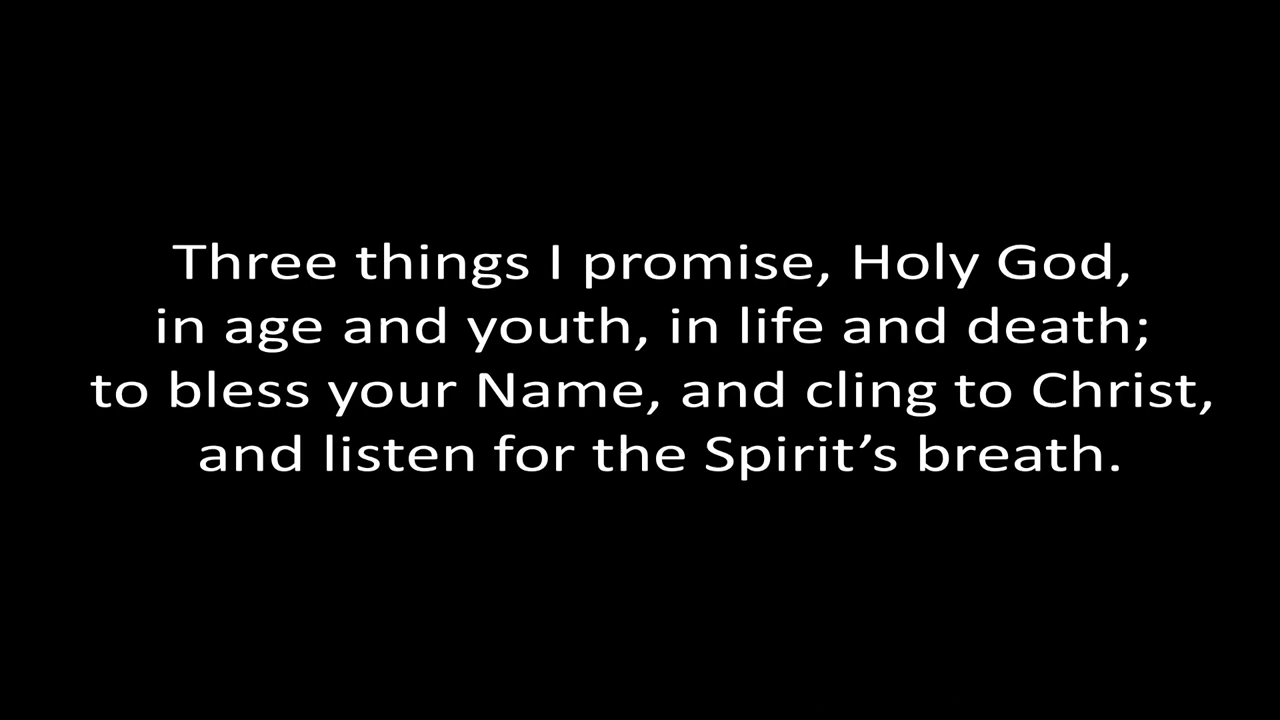 Three things I promise, Holy God,
in age and youth, in life and death;
to bless your Name, and cling to Christ,
and listen for the Spirit’s breath.